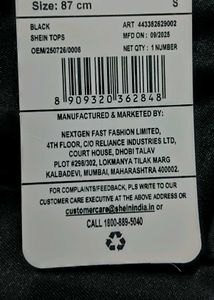 Size: 87 cm S
BLACK ART 443382629002
SHEIN TOPS MFD ON : 09/2025
OEM/250726/0008 NET QTY : 1 NUMBER
8 909320 362848
MANUFACTURED & MARKETED BY:
NEXTGEN FAST FASHION LIMITED,
4TH FLOOR, C/O RELIANCE INDUSTRIES LTD,
COURT HOUSE, DHOBI TALAV
PLOT #298/302, LOKMANYA TILAK MARG
KALBADEVI, MUMBAI, MAHARASHTRA 400002.
FOR COMPLAINTS/FEEDBACK, PLS WRITE TO OUR
CUSTOMER CARE EXECUTIVE AT THE ABOVE ADDRESS OR
customercare@sheinindia.in or
CALL 1800-889-5040